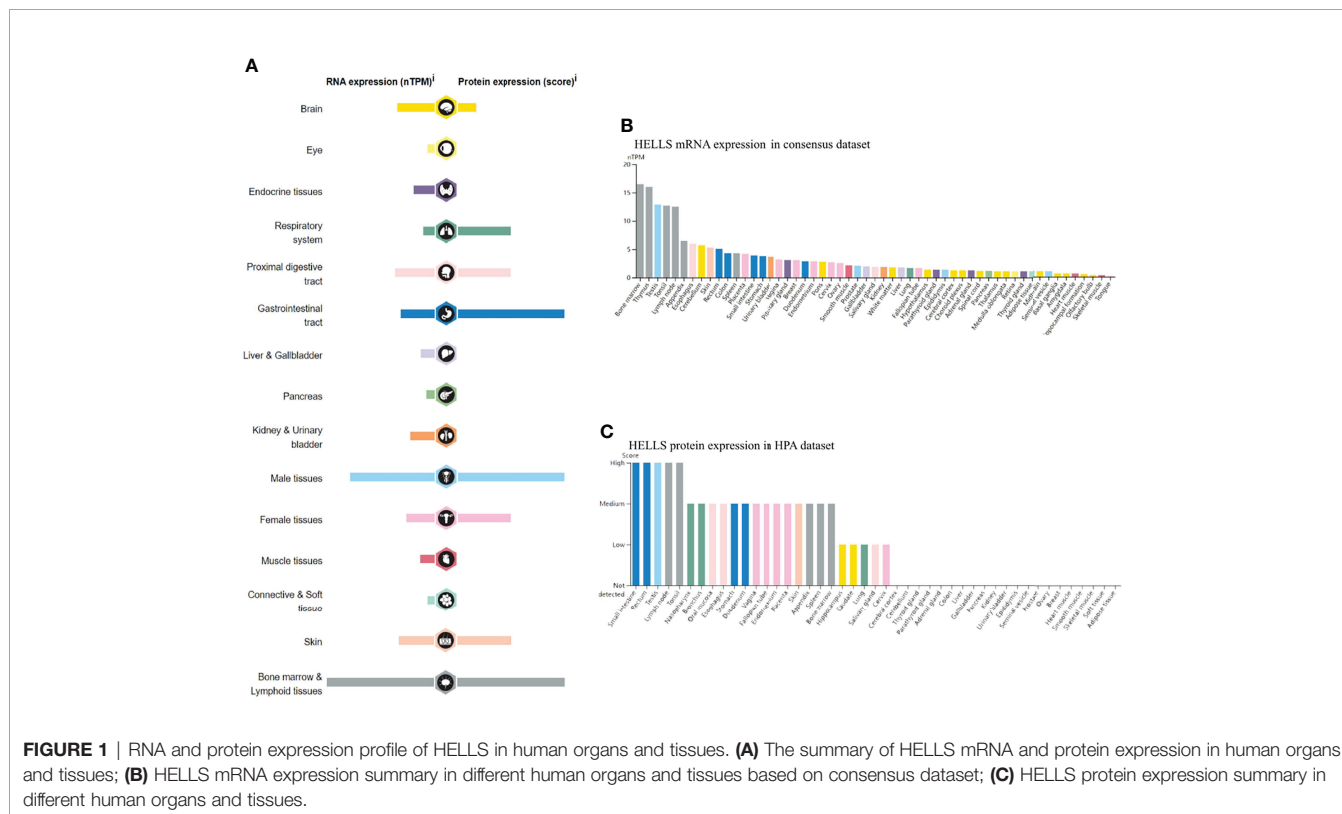 A
RNA expression (nTPM)i
Protein expression (score)i
Brain
Eye
Endocrine tissues
Respiratory
system
Proximal digestive
tract
Gastrointestinal
tract
Liver & Gallbladder
Pancreas
Kidney & Urinary
bladder
Male tissues
Female tissues
Muscle tissues
Connective & Soft
tissue
Skin
Bone marrow &
Lymphoid tissues
B
HELLS mRNA expression in consensus dataset
nTPM
20
15
10
5
0
Bone marrow
Thymus
Testis
Tonsil
Lymph node
Appendix
Esophagus
Cerebellum
Skin
Rectum
Colon
Spleen
Placenta
Small intestine
Stomach
Urinary bladder
Vagina
Pituitary gland
Breast
Duodenum
Endometrium
Pons
Cervix
Ovary
Smooth muscle
Prostate
Gallbladder
Salivary gland
Kidney
White matter
Liver
Lung
Fallopian tube
Hypothalamus
Parathyroid gland
Epididymis
Cerebral cortex
Choroid plexus
Adrenal gland
Spinal cord
Pancreas
Thalamus
Medulla oblongata
Retina
Thyroid gland
Adipose tissue
Midbrain
Seminal vesicle
Basal ganglia
Amygdala
Heart muscle
Hippocampal formation
Olfactory bulb
Skeletal muscle
Tongue
C
HELLS protein expression in HPA dataset
Score
High
Medium
Low
Not
detected
Small intestine
Rectum
Testis
Lymph node
Tonsil
Nasopharynx
Bronchus
Oral mucosa
Esophagus
Stomach
Duodenum
Vagina
Fallopian tube
Endometrium
Placenta
Skin
Appendix
Spleen
Bone marrow
Hippocampus
Caudate
Lung
Salivary gland
Cervix
Cerebral cortex
Cerebellum
Thyroid gland
Parathyroid gland
Adrenal gland
Colon
Liver
Gallbladder
Pancreas
Kidney
Urinary bladder
Epididymis
Seminal vesicle
Prostate
Ovary
Breast
Heart muscle
Smooth muscle
Skeletal muscle
Soft tissue
Adipose tissue
FIGURE 1 | RNA and protein expression profile of HELLS in human organs and tissues. (A) The summary of HELLS mRNA and protein expression in human organs
and tissues; (B) HELLS mRNA expression summary in different human organs and tissues based on consensus dataset; (C) HELLS protein expression summary in
different human organs and tissues.